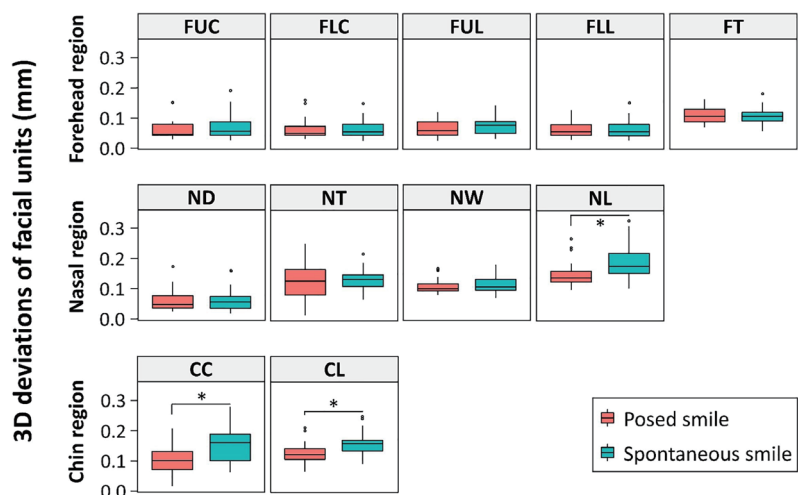 3D deviations of facial units (mm)
Forehead region
FUC FLC FUL FLL FT
0.3
0.2
0.1
0.0
Nasal region
ND NT NW NL
0.3
0.2
0.1
0.0
*
Chin region
CC CL
0.3
0.2
0.1
0.0
* *
Posed smile
Spontaneous smile